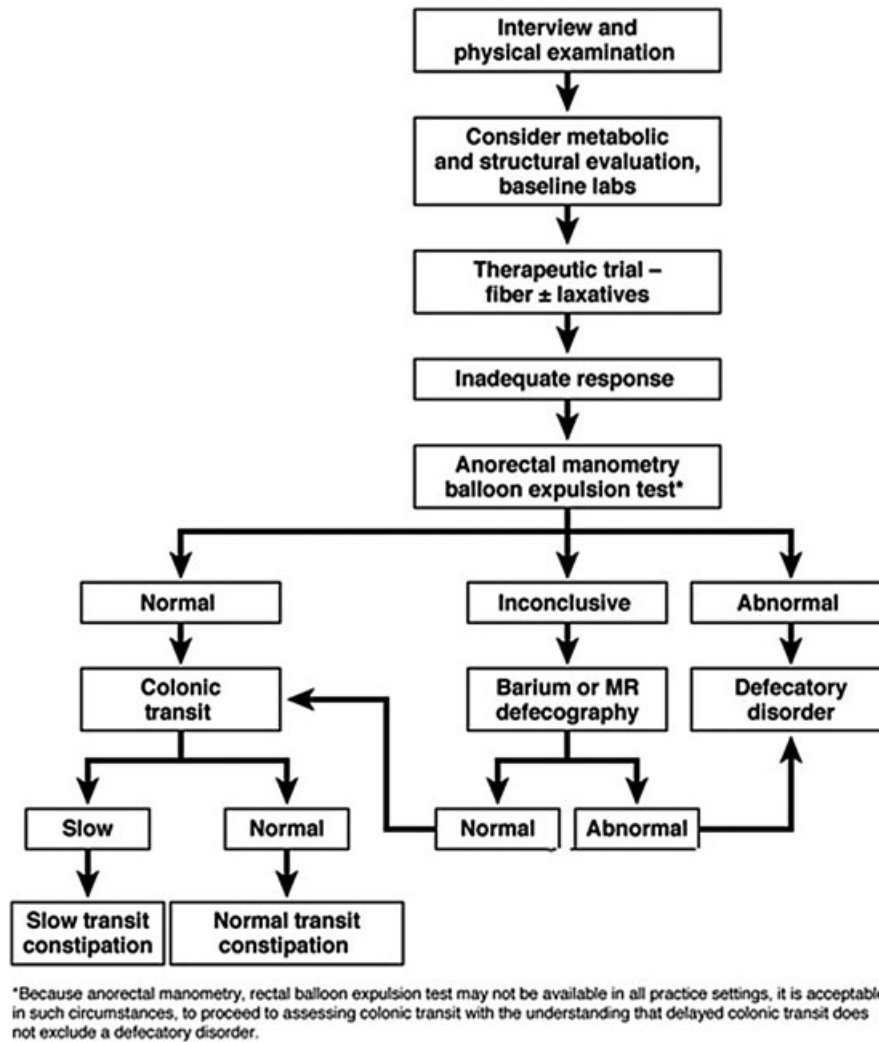 Interview and
physical examination
Consider metabolic
and structural evaluation,
baseline labs
Therapeutic trial –
fiber ± laxatives
Inadequate response
Anorectal manometry
balloon expulsion test*
Normal
Inconclusive
Abnormal
Colonic
transit
Barium or MR
defecography
Defecatory
disorder
Slow
Normal
Normal
Abnormal
Slow transit
constipation
Normal transit
constipation
*Because anorectal manometry, rectal balloon expulsion test may not be available in all practice settings, it is acceptable
in such circumstances, to proceed to assessing colonic transit with the understanding that delayed colonic transit does
not exclude a defecatory disorder.